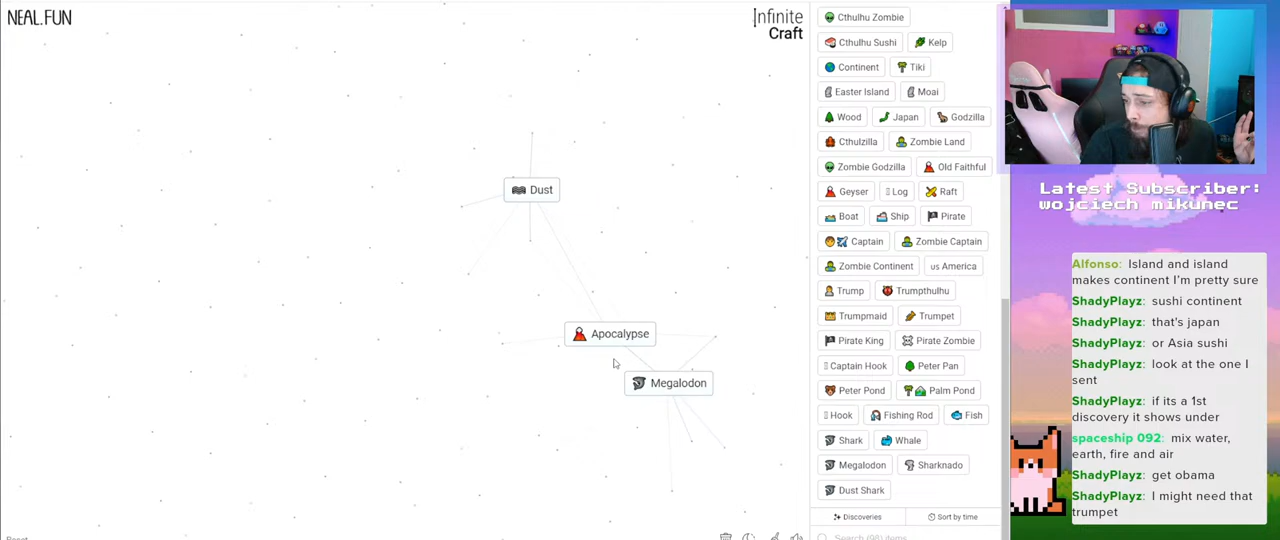 NEAL.FUN
Infinite
Craft
Dust
Apocalypse
Megalodon
Cthulhu Zombie
Cthulhu Sushi Kelp
Continent Tiki
Easter Island Moai
Wood Japan Godzilla
Cthulzilla Zombie Land
Zombie Godzilla Old Faithful
Geyser Log Raft
Boat Ship Pirate
Captain Zombie Captain
Zombie Continent us America
Trump Trumpthulhu
Trumpmaid Trumpet
Pirate King Pirate Zombie
Captain Hook Peter Pan
Peter Pond Palm Pond
Hook Fishing Rod Fish
Shark Whale
Megalodon Sharknado
Dust Shark
Discoveries Sort by time
Search (96) items
Reset
Latest Subscriber:
wojciech mikunec
Alfonso: Island and island
makes continent I'm pretty sure
ShadyPlayz: sushi continent
ShadyPlayz: that's japan
ShadyPlayz: or Asia sushi
ShadyPlayz: look at the one I
sent
ShadyPlayz: if its a 1st
discovery it shows under
spaceship 092: mix water,
earth, fire and air
ShadyPlayz: get obama
ShadyPlayz: I might need that
trumpet